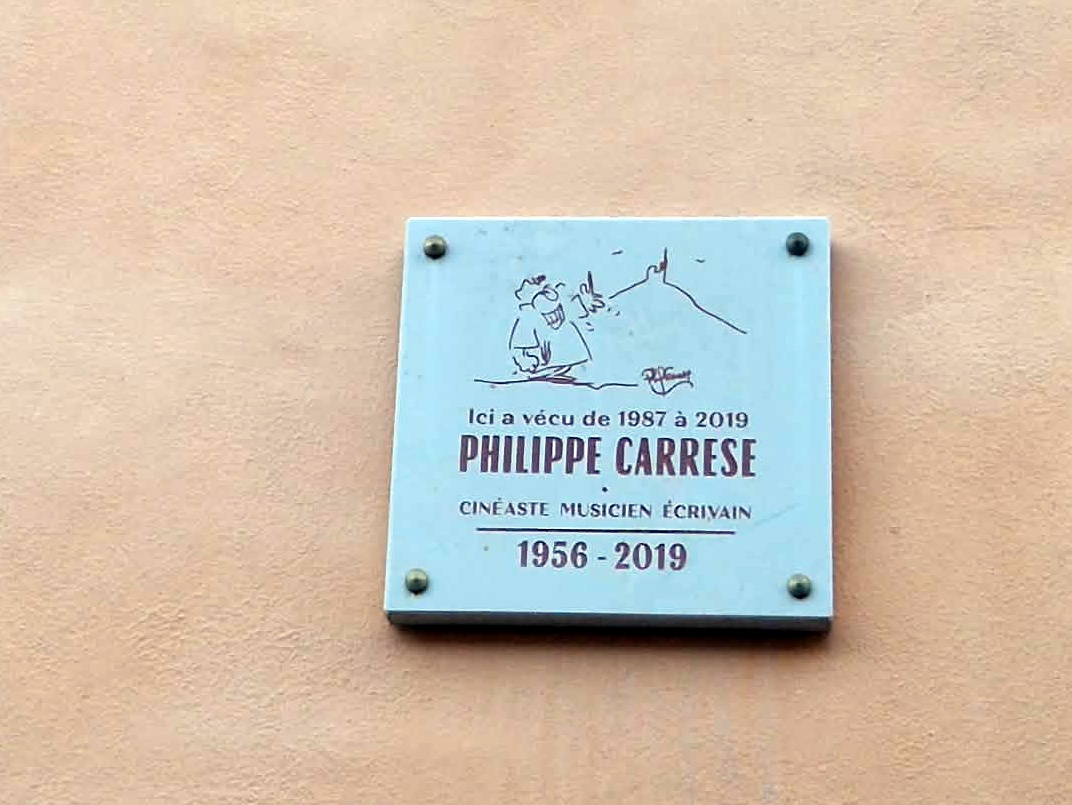 Ici a vécu de 1987 à 2019
PHILIPPE CARRESE
CINÉASTE MUSICIEN ÉCRIVAIN
1956 - 2019